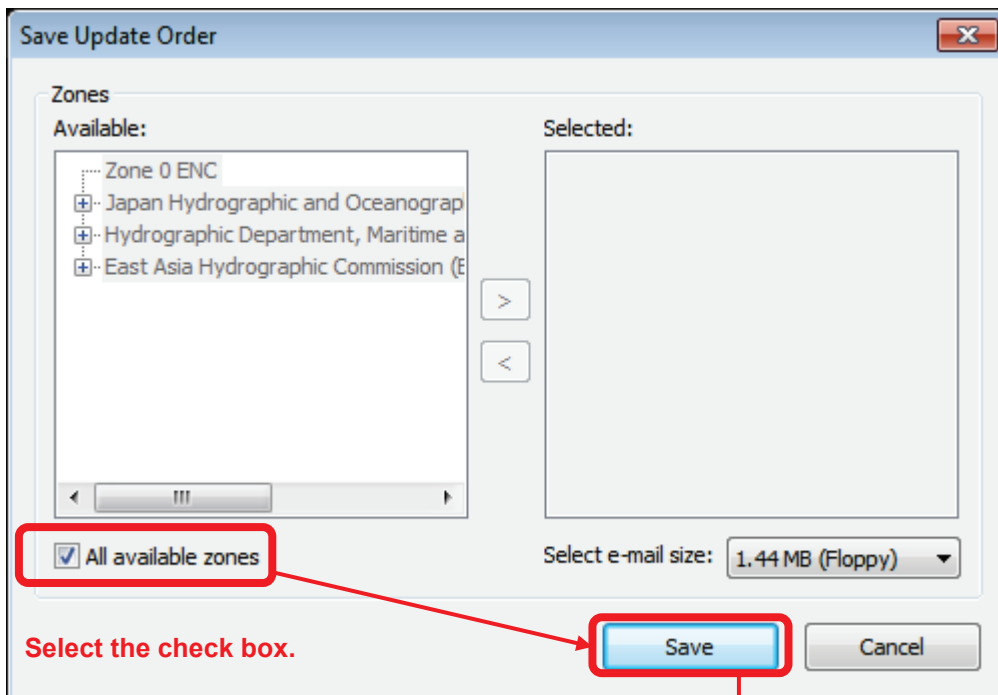 Save Update Order
Zones
Available:
Selected:
Zone 0 ENC
Japan Hydrographic and Oceanograp
Hydrographic Department, Maritime a
East Asia Hydrographic Commission (E
>
<
All available zones
Select e-mail size:
1.44 MB (Floppy)
Select the check box.
Save
Cancel